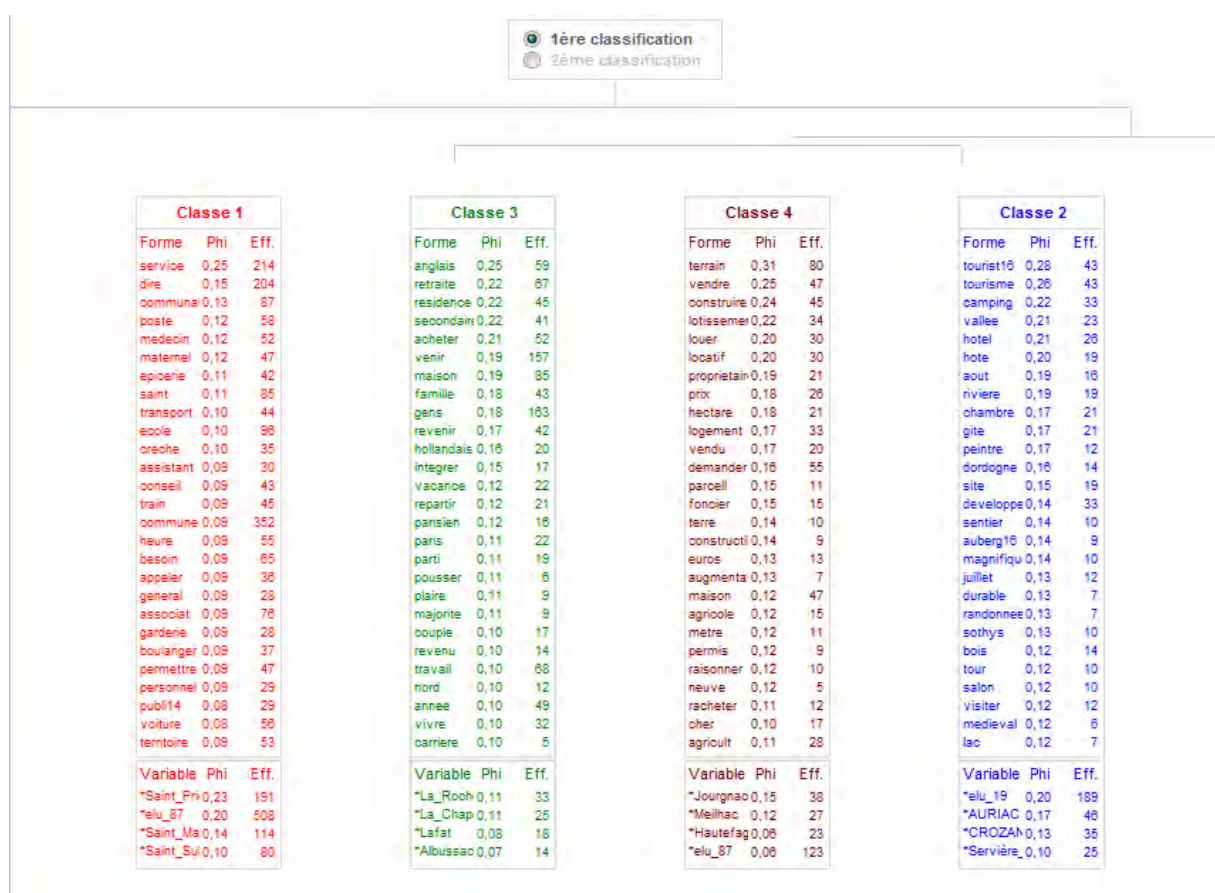 1ère classification
2ème classification
Classe 1
Forme Phi Eff.
service 0,25 214
dire 0,15 204
communa 0,13 87
poste 0,12 58
medecin 0,12 52
maternel 0,12 47
epicerie 0,11 42
saint 0,11 85
transport 0,10 44
ecole 0,10 96
creche 0,10 35
assistant 0,09 30
conseil 0,09 43
train 0,09 45
commune 0,09 352
heure 0,09 55
besoin 0,09 65
appeler 0,09 36
general 0,09 28
associat 0,09 76
garderie 0,09 28
boulanger 0,09 37
permettre 0,09 47
personnel 0,09 29
publi14 0,08 29
voiture 0,08 56
territoire 0,09 53
Variable Phi Eff.
*Saint_Pri 0,23 191
*elu_87 0,20 508
*Saint_Ma 0,14 114
*Saint_Sul 0,10 80
Classe 3
Forme Phi Eff.
anglais 0,25 59
retraite 0,22 67
residence 0,22 45
secondaire 0,22 41
acheter 0,21 52
venir 0,19 157
maison 0,19 85
famille 0,18 43
gens 0,18 163
revenir 0,17 42
hollandais 0,16 20
integrer 0,15 17
vacance 0,12 22
repartir 0,12 21
parisien 0,12 16
paris 0,11 22
parti 0,11 19
pousser 0,11 6
plaire 0,11 9
majorite 0,11 9
couple 0,10 17
revenu 0,10 14
travail 0,10 68
nord 0,10 12
annee 0,10 49
vivre 0,10 32
carriere 0,10 5
Variable Phi Eff.
*La_Roch 0,11 33
*La_Chap 0,11 25
*Lafat 0,08 18
*Albussac 0,07 14
Classe 4
Forme Phi Eff.
terrain 0,31 80
vendre 0,25 47
construire 0,24 45
lotissemer 0,22 34
louer 0,20 30
locatif 0,20 30
proprietair 0,19 21
prix 0,18 26
hectare 0,18 21
logement 0,17 33
vendu 0,17 20
demander 0,16 55
parcell 0,15 11
foncier 0,15 15
terre 0,14 10
constructi 0,14 9
euros 0,13 13
augmenta 0,13 7
maison 0,12 47
agricole 0,12 15
metre 0,12 11
permis 0,12 9
raisonner 0,12 10
neuve 0,12 5
racheter 0,11 12
cher 0,10 17
agricult 0,11 28
Variable Phi Eff.
*Jourgnac 0,15 38
*Meilhac 0,12 27
*Hautefag 0,06 23
*elu_87 0,06 123
Classe 2
Forme Phi Eff.
tourist16 0,28 43
tourisme 0,26 43
camping 0,22 33
vallee 0,21 23
hotel 0,21 26
hote 0,20 19
aout 0,19 16
riviere 0,19 19
chambre 0,17 21
gite 0,17 21
peintre 0,17 12
dordogne 0,16 14
site 0,15 19
developpe 0,14 33
sentier 0,14 10
auberg16 0,14 9
magnifiqu 0,14 10
juillet 0,13 12
durable 0,13 7
randonnee 0,13 7
sothys 0,13 10
bois 0,12 14
tour 0,12 10
salon 0,12 10
visiter 0,12 12
medieval 0,12 6
lac 0,12 7
Variable Phi Eff.
*elu_19 0,20 189
*AURIAC 0,17 46
*CROZAN 0,13 35
*Servière_ 0,10 25